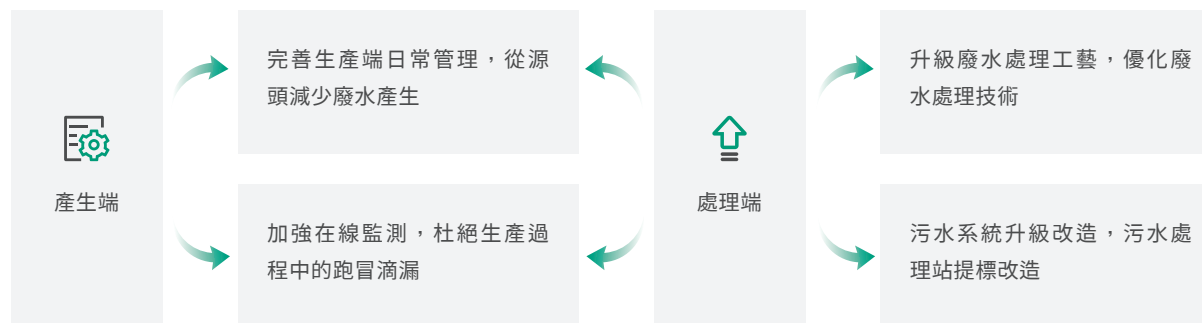 產生端
完善生產端日常管理，從源
頭減少廢水產生
加強在線監測，杜絕生產過
程中的跑冒滴漏
處理端
升級廢水處理工藝，優化廢
水處理技術
污水系統升級改造，污水處
理站提標改造